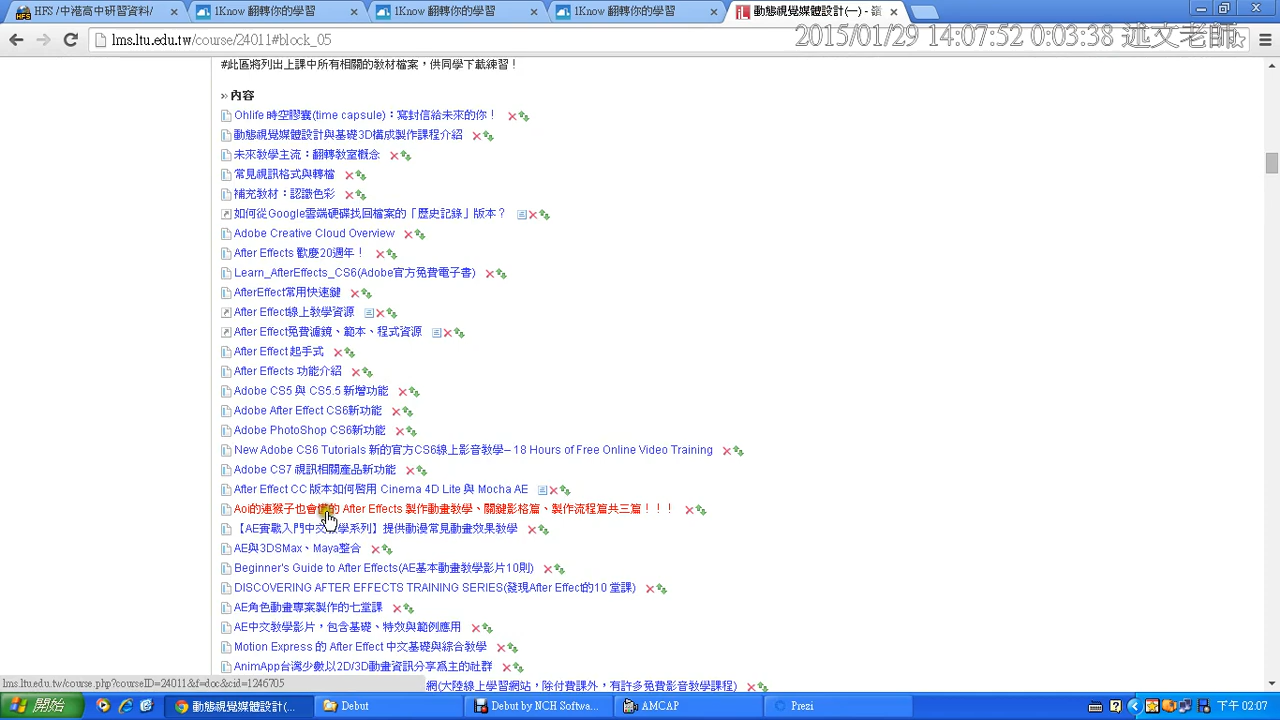 HFS /中港高中研習資料/
1Know 翻轉你的學習
1Know 翻轉你的學習
1Know 翻轉你的學習
動態視覺媒體設計(一) -
lms.ltu.edu.tw/course/24011#block_05
2015/01/29 14:07:52 0:03:38 述文老師
#此區將列出上課中所有相關的教材檔案，供同學下載練習！
» 內容
Ohlife 時空膠囊(time capsule)：寫封信給未來的你！
動態視覺媒體設計與基礎3D構成製作課程介紹
未來教學主流：翻轉教室概念
常見視訊格式與轉檔
補充教材：認識色彩
如何從Google雲端硬碟找回檔案的「歷史記錄」版本？
Adobe Creative Cloud Overview
After Effects 歡慶20週年！
Learn_AfterEffects_CS6(Adobe官方免費電子書)
AfterEffect常用快速鍵
After Effect線上教學資源
After Effect免費濾鏡、範本、程式資源
After Effect 起手式
After Effects 功能介紹
Adobe CS5 與 CS5.5 新增功能
Adobe After Effect CS6新功能
Adobe PhotoShop CS6新功能
New Adobe CS6 Tutorials 新的官方CS6線上影音教學– 18 Hours of Free Online Video Training
Adobe CS7 視訊相關產品新功能
After Effect CC 版本如何啓用 Cinema 4D Lite 與 Mocha AE
Aoi的連猴子也會懂的 After Effects 製作動畫教學、關鍵影格篇、製作流程篇共三篇！！！
【AE實戰入門中文教學系列】提供動漫常見動畫效果教學
AE與3DSMax、Maya整合
Beginner's Guide to After Effects(AE基本動畫教學影片10則)
DISCOVERING AFTER EFFECTS TRAINING SERIES(發現After Effect的10 堂課)
AE角色動畫專案製作的七堂課
AE中文教學影片，包含基礎、特效與範例應用
Motion Express 的 After Effect 中文基礎與綜合教學
AnimApp台灣少數以2D/3D動畫資訊分享爲主的社群
網(大陸線上學習網站，除付費課外，有許多免費影音教學課程)
lms.ltu.edu.tw/course.php?courseID=24011&f=doc&cid=1246705
開始
動態視覺媒體設計(...
Debut
Debut by NCH Softwa...
AMCAP
Prezi
下午 02:07